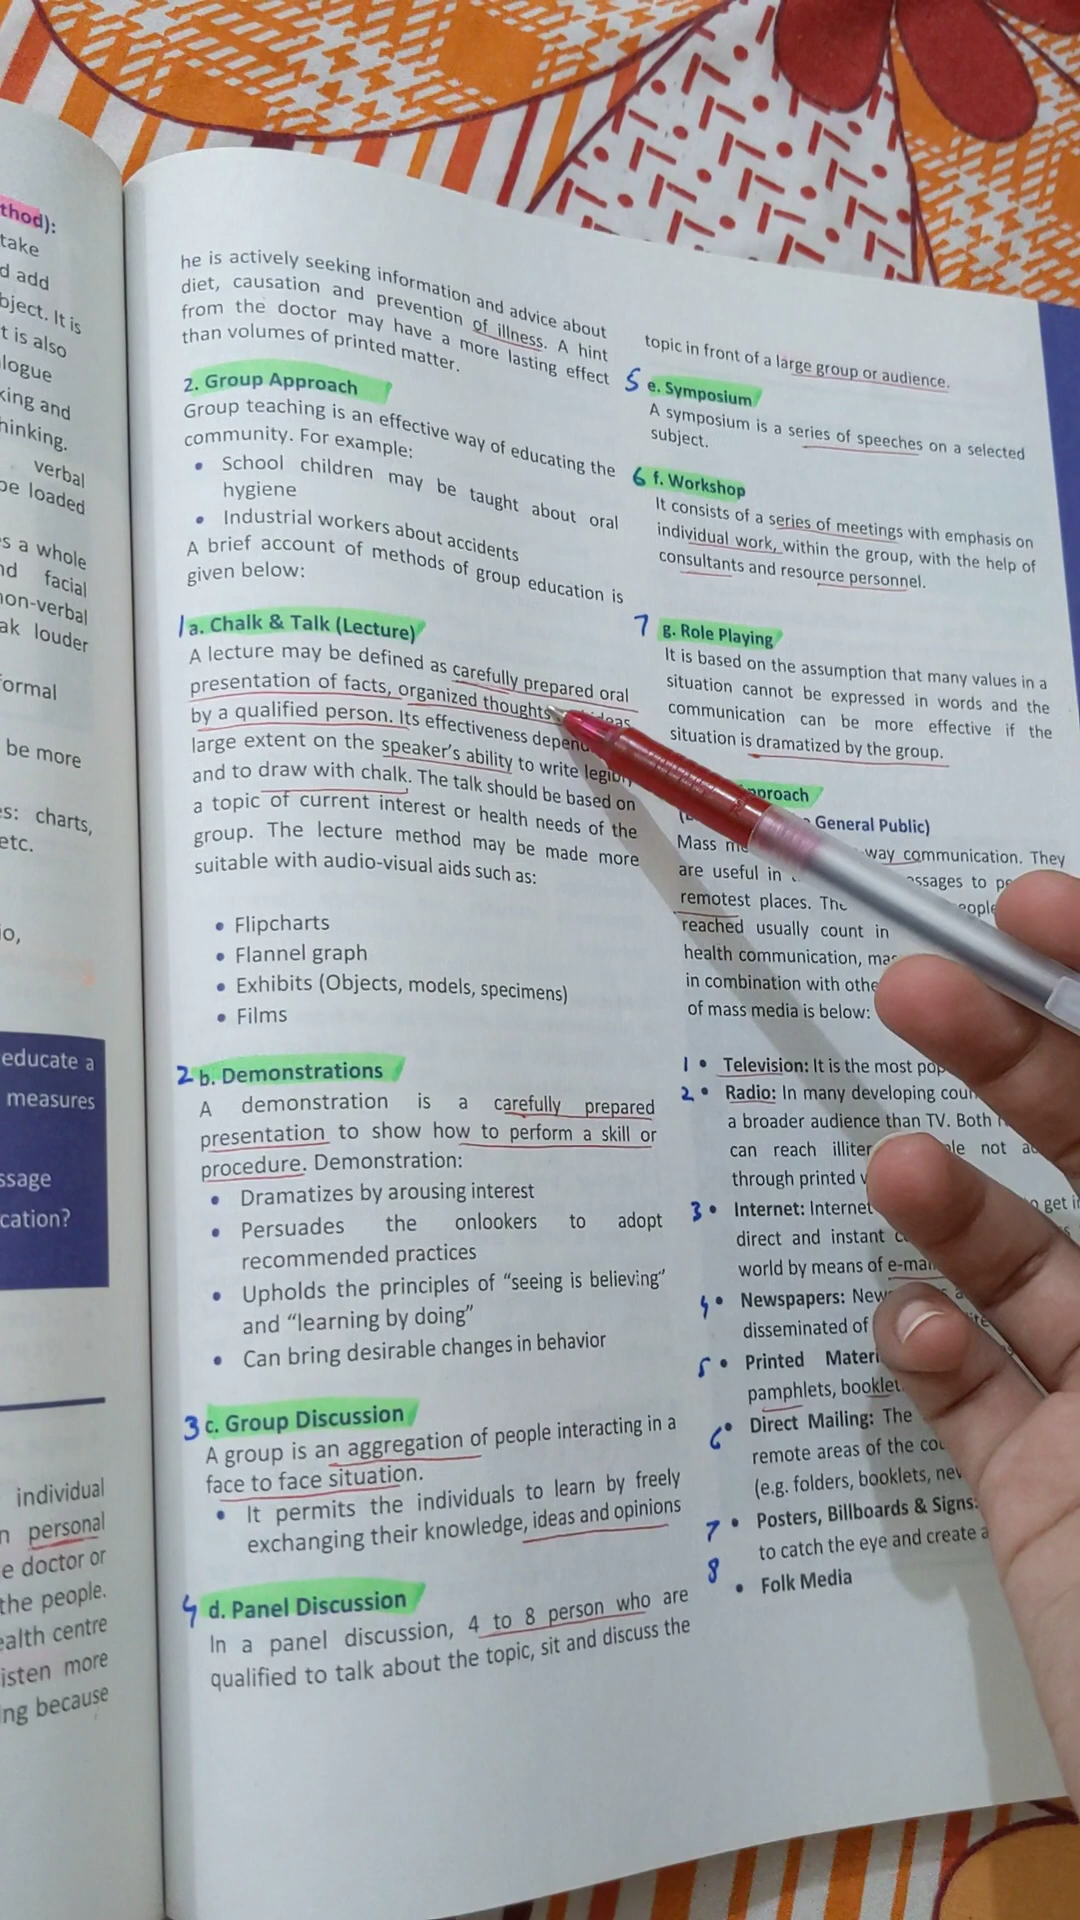 thod):
take
d add
bject. It is
t is also
logue
king and
hinking.
verbal
be loaded
s a whole
nd facial
non-verbal
ak louder
formal
be more
s: charts,
etc.
io,
educate a
measures
ssage
cation?
individual
n personal
e doctor or
the people.
ealth centre
isten more
ng because
he is actively seeking information and advice about
diet, causation and prevention of illness. A hint
from the doctor may have a more lasting effect
than volumes of printed matter.
2. Group Approach
Group teaching is an effective way of educating the
community. For example:
• School children may be taught about oral
hygiene
• Industrial workers about accidents
A brief account of methods of group education is
given below:
1 a. Chalk & Talk (Lecture)
A lecture may be defined as carefully prepared oral
presentation of facts, organized thoughts ideas
by a qualified person. Its effectiveness depend
large extent on the speaker's ability to write legibly
and to draw with chalk. The talk should be based on
a topic of current interest or health needs of the
group. The lecture method may be made more
suitable with audio-visual aids such as:
• Flipcharts
• Flannel graph
• Exhibits (Objects, models, specimens)
• Films
2 b. Demonstrations
A demonstration is a carefully prepared
presentation to show how to perform a skill or
procedure. Demonstration:
• Dramatizes by arousing interest
• Persuades the onlookers to adopt
recommended practices
• Upholds the principles of “seeing is believing”
and “learning by doing”
• Can bring desirable changes in behavior
3 c. Group Discussion
A group is an aggregation of people interacting in a
face to face situation.
• It permits the individuals to learn by freely
exchanging their knowledge, ideas and opinions
4 d. Panel Discussion
In a panel discussion, 4 to 8 person who are
qualified to talk about the topic, sit and discuss the
topic in front of a large group or audience.
5 e. Symposium
A symposium is a series of speeches on a selected
subject.
6 f. Workshop
It consists of a series of meetings with emphasis on
individual work, within the group, with the help of
consultants and resource personnel.
7 g. Role Playing
It is based on the assumption that many values in a
situation cannot be expressed in words and the
communication can be more effective if the
situation is dramatized by the group.
pproach
General Public)
Mass way communication. They
are useful in ssages to
remotest places. The eople
reached usually count in
health communication,
in combination with
of mass media is below:
1 • Television: It is the most
2 • Radio: In many developing
a broader audience than TV. Both
can reach not
through printed
3 • Internet: Internet to get
direct and instant
world by means of
4 • Newspapers:
disseminated of
5 • Printed
pamphlets,
6 • Direct Mailing: The
remote areas of the
(e.g. folders, booklets,
7 • Posters, Billboards & Signs:
to catch the eye and create a
8 • Folk Media